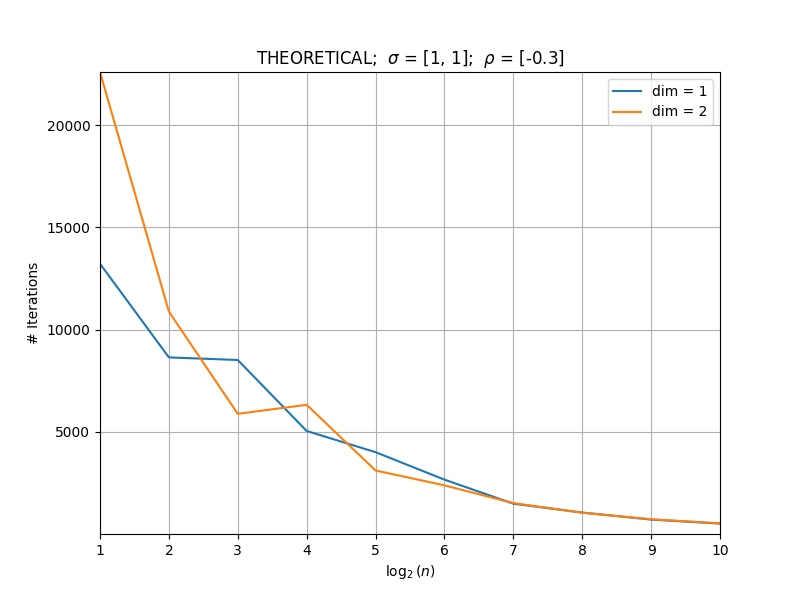 THEORETICAL; σ = [1, 1]; ρ = [-0.3]
dim = 1
dim = 2
# Iterations
20000
15000
10000
5000
1 2 3 4 5 6 7 8 9 10
log₂(n)